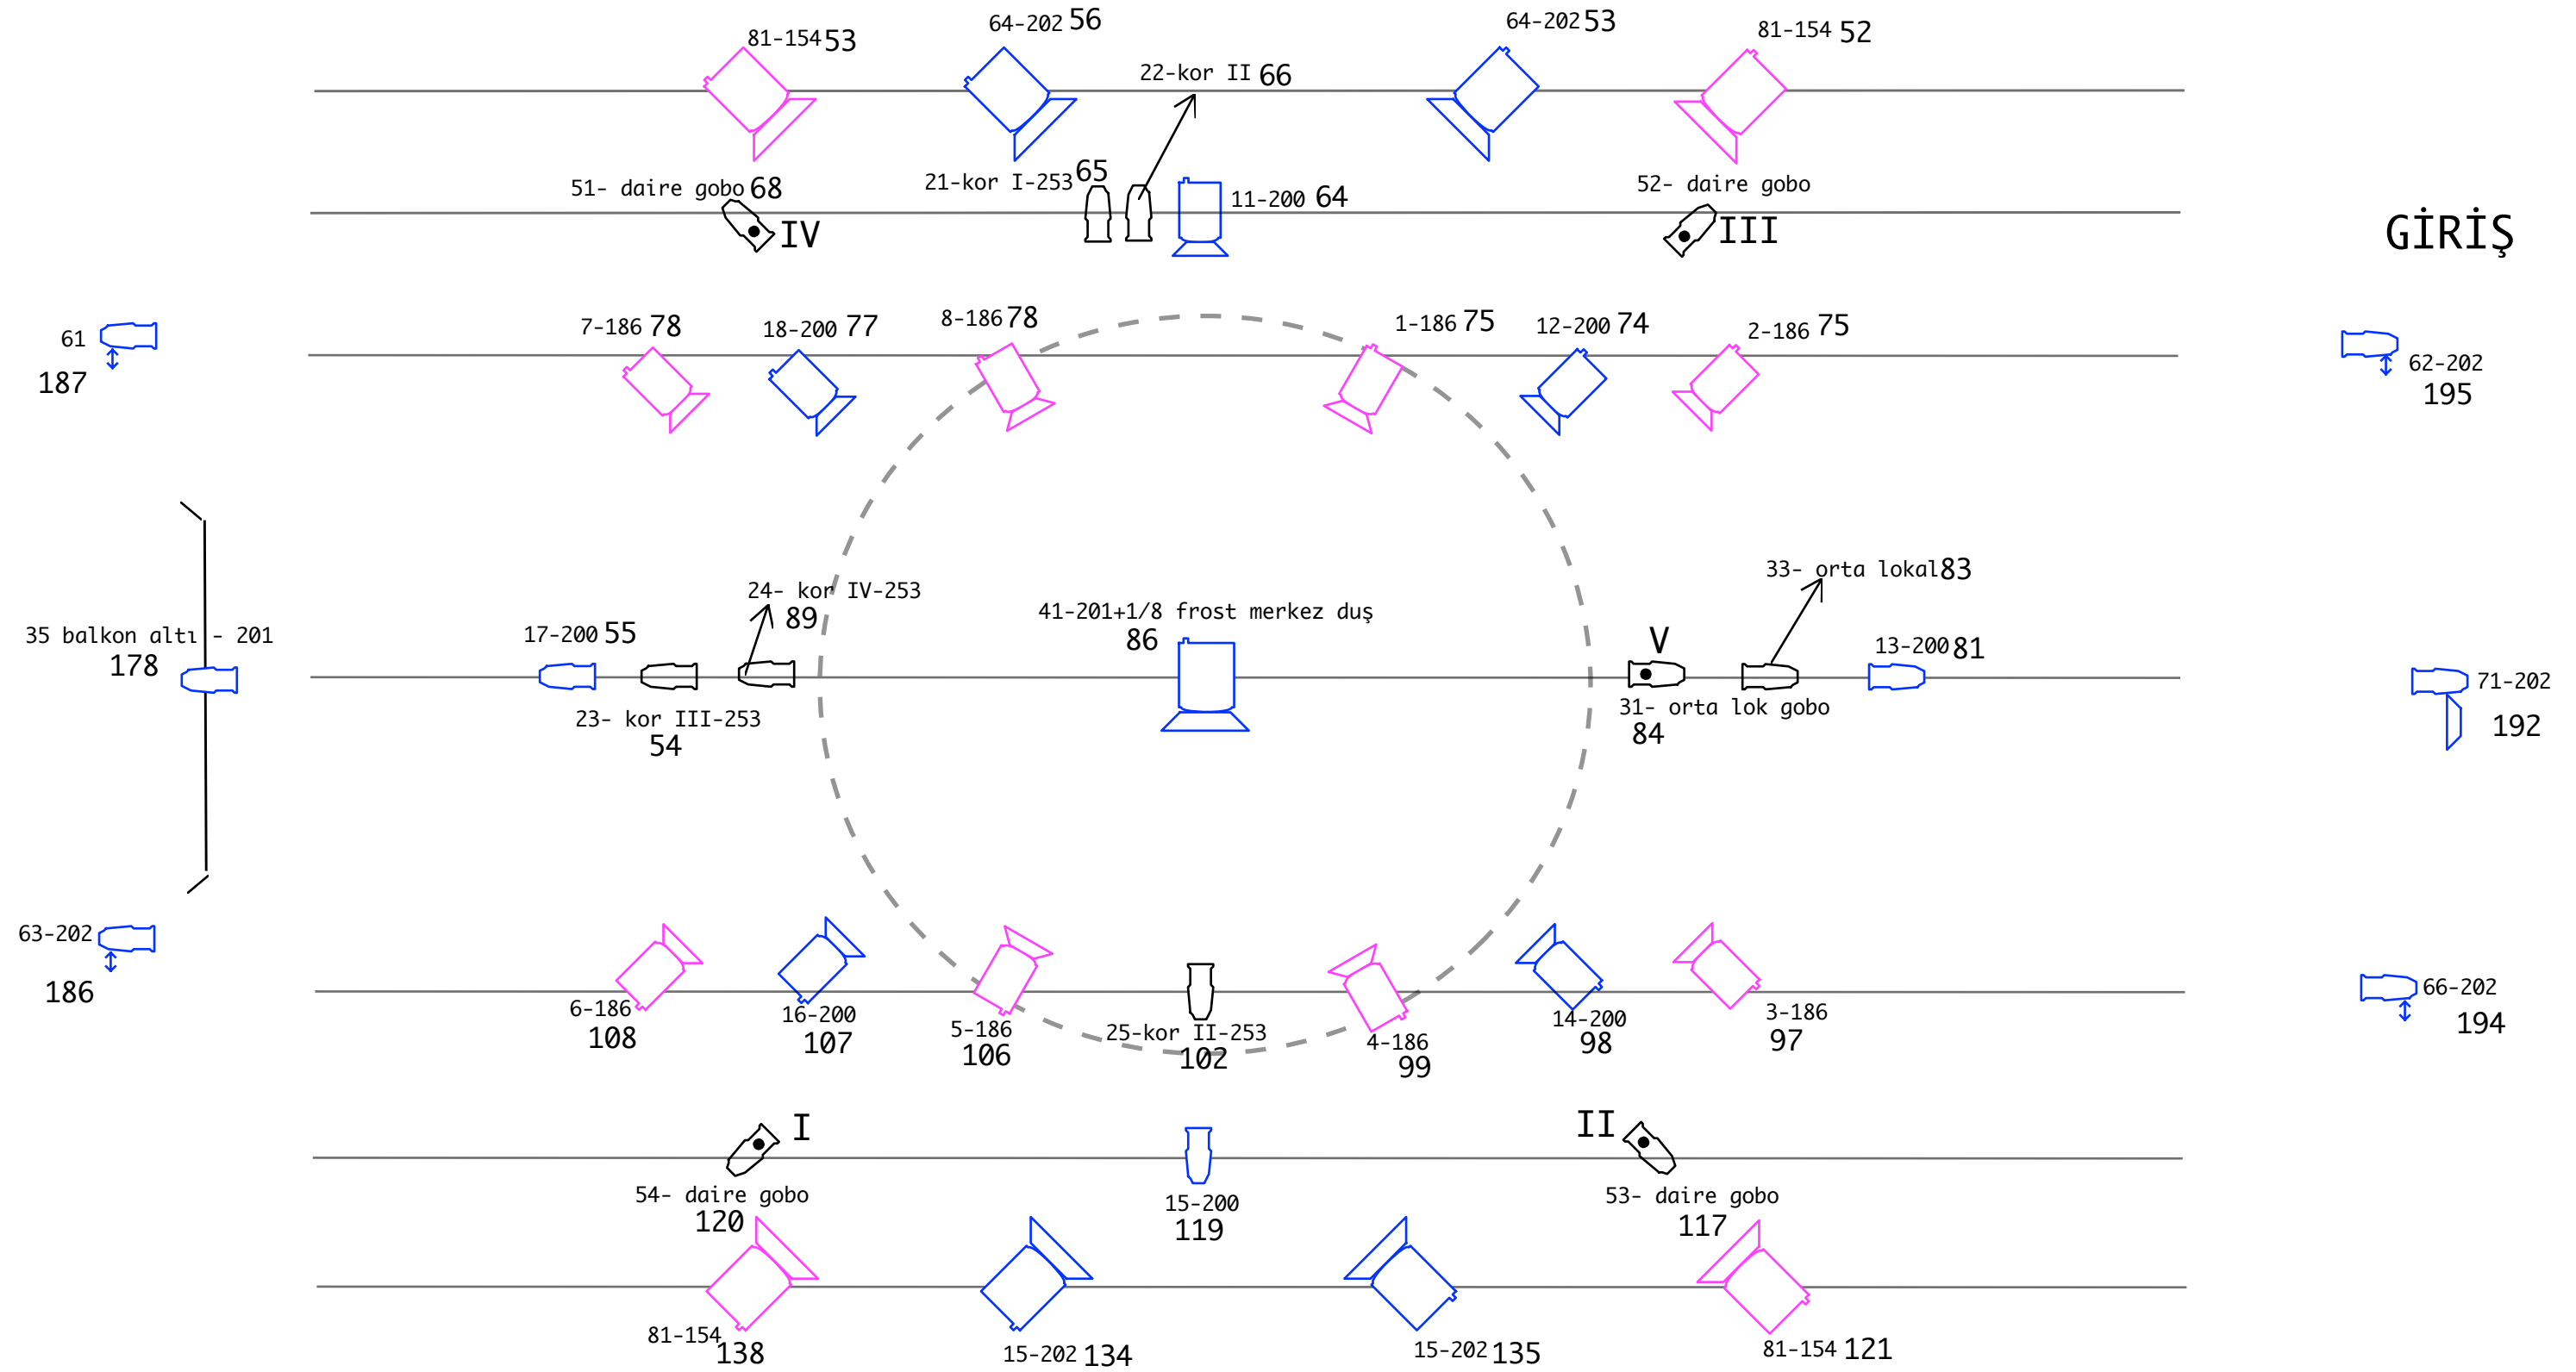 81-154 53
64-202 56
64-202 53
81-154 52
22-kor II 66
51- daire gobo 68
IV
21-kor I-253 65
11-200 64
52- daire gobo
III
GİRİŞ
61
187
7-186 78
18-200 77
8-186 78
1-186 75
12-200 74
2-186 75
62-202
195
35 balkon altı - 201
178
17-200 55
24- kor IV-253
89
23- kor III-253
54
41-201+1/8 frost merkez duş
86
V
33- orta lokal 83
31- orta lok gobo
84
13-200 81
71-202
192
63-202
186
6-186
108
16-200
107
5-186
106
25-kor II-253
102
4-186
99
14-200
98
3-186
97
66-202
194
I
54- daire gobo
120
15-200
119
II
53- daire gobo
117
81-154
138
15-202 134
15-202 135
81-154 121